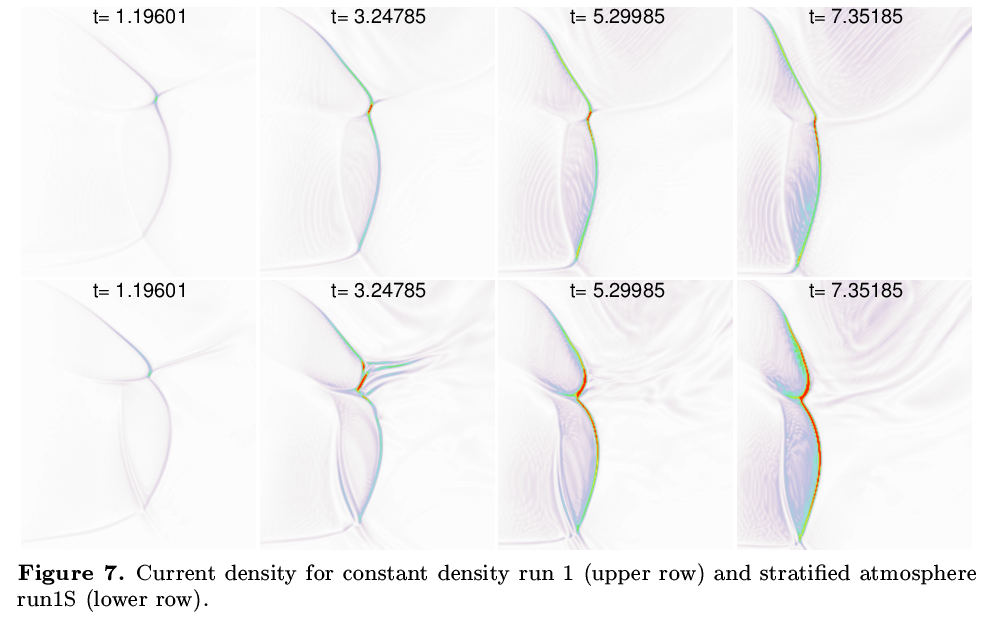 t= 1.19601 t= 3.24785 t= 5.29985 t= 7.35185
t= 1.19601 t= 3.24785 t= 5.29985 t= 7.35185
Figure 7. Current density for constant density run 1 (upper row) and stratified atmosphere
run1S (lower row).